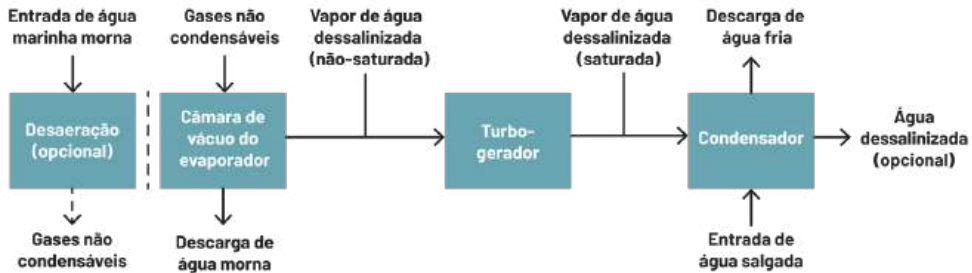 Entrada de água
marinha morna
Gases não
condensáveis
Vapor de água
dessalinizada
(não-saturada)
Vapor de água
dessalinizada
(saturada)
Descarga de
água fria
Desaeração
(opcional)
Câmara de
vácuo do
evaporador
Turbo-
gerador
Condensador
Água
dessalinizada
(opcional)
Gases não
condensáveis
Descarga de
água morna
Entrada de
água salgada